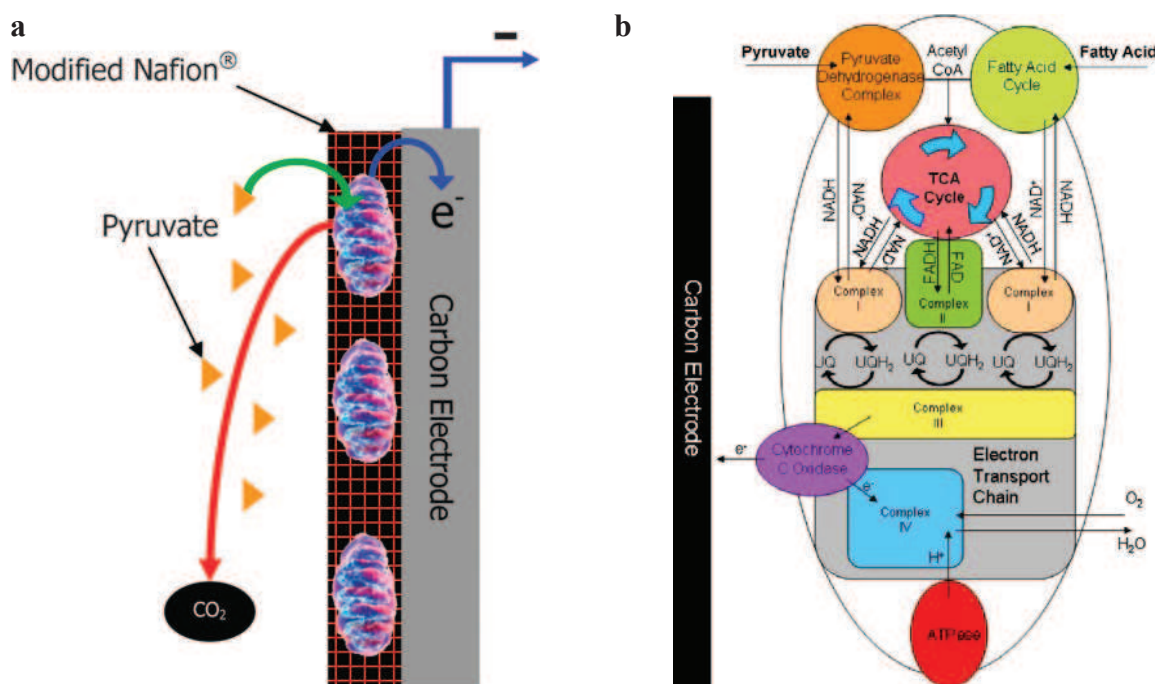 a
Modified Nafion®
Pyruvate
CO₂
e-
Carbon Electrode
b
Pyruvate
Pyruvate
Dehydrogenase
Complex
Acetyl
CoA
Fatty Acid
Cycle
Fatty Acid
TCA
Cycle
NADH
NAD⁺
NADH
NAD⁺
FADH
FAD
NADH
NAD⁺
NAD⁺
NADH
Complex
I
Complex
II
Complex
I
UQ
UQH₂
UQ
UQH₂
UQ
UQH₂
Complex
III
Carbon Electrode
e-
Cytochrome
C Oxidase
e-
Electron
Transport
Chain
Complex
IV
O₂
H₂O
H⁺
ATPase